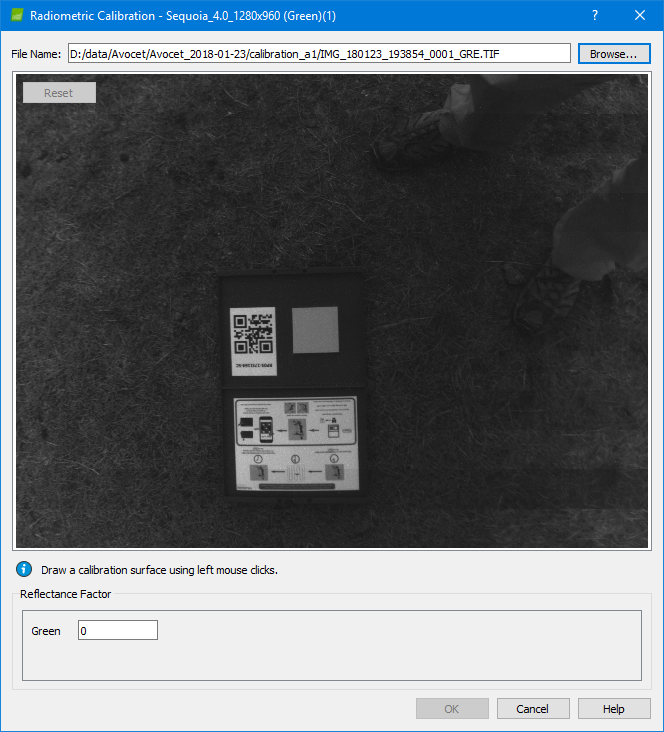 Radiometric Calibration - Sequoia_4.0_1280x960 (Green)(1)
File Name: D:/data/Avocet/Avocet_2018-01-23/calibration_a1/IMG_180123_193854_0001_GRE.TIF Browse...
Reset
Draw a calibration surface using left mouse clicks.
Reflectance Factor
Green 0
OK Cancel Help